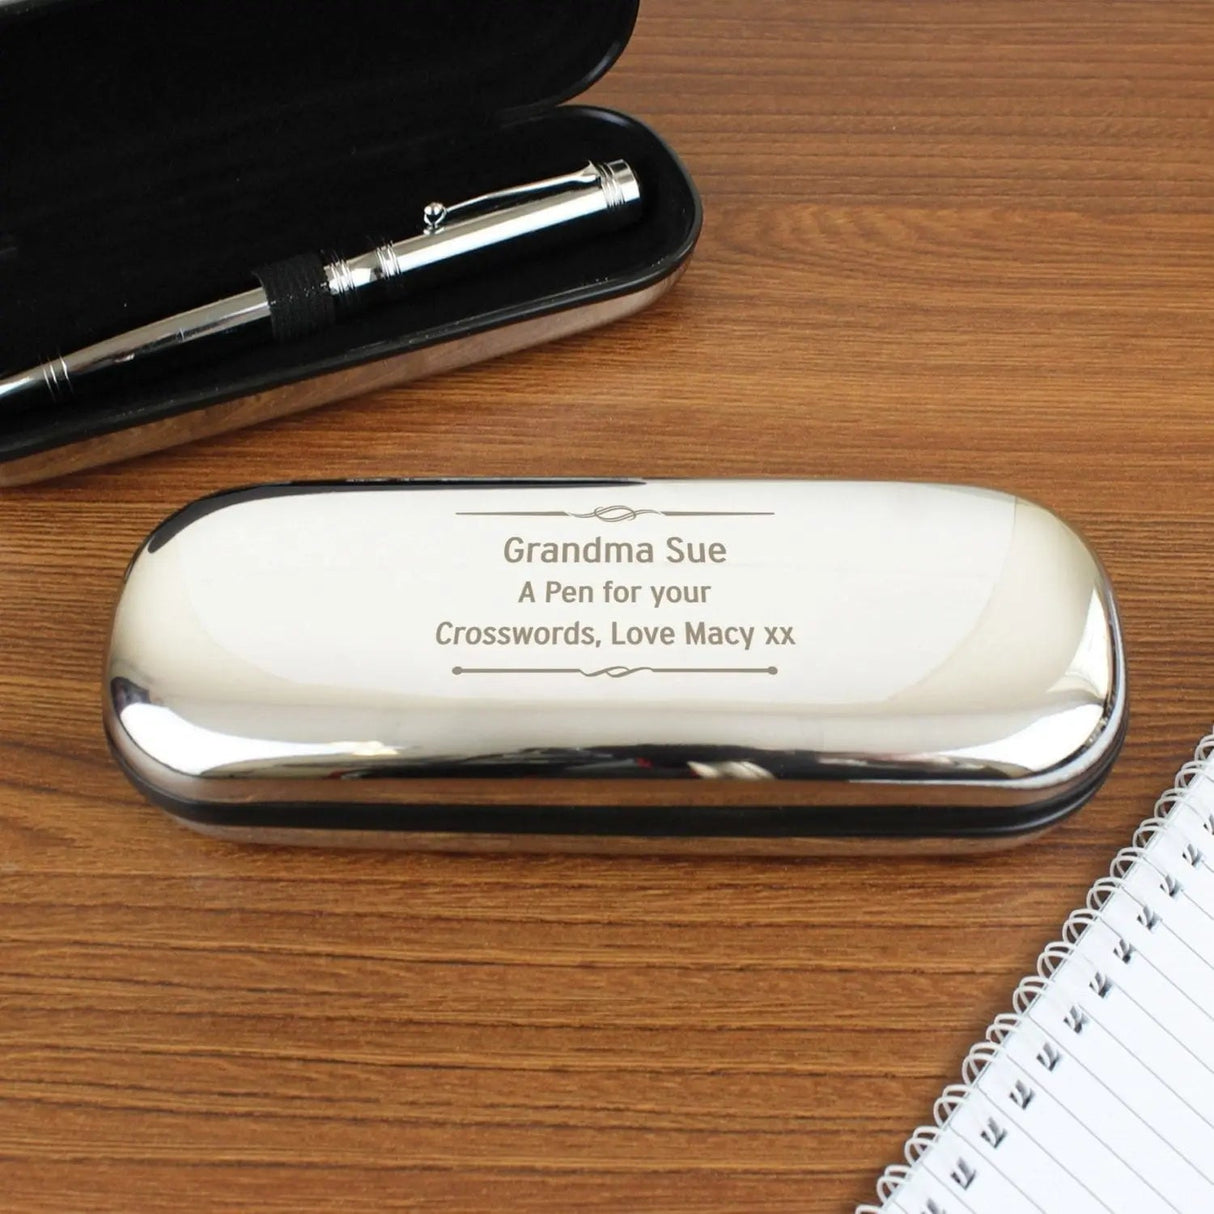 Grandma Sue
A Pen for your
Crosswords, Love Macy xx